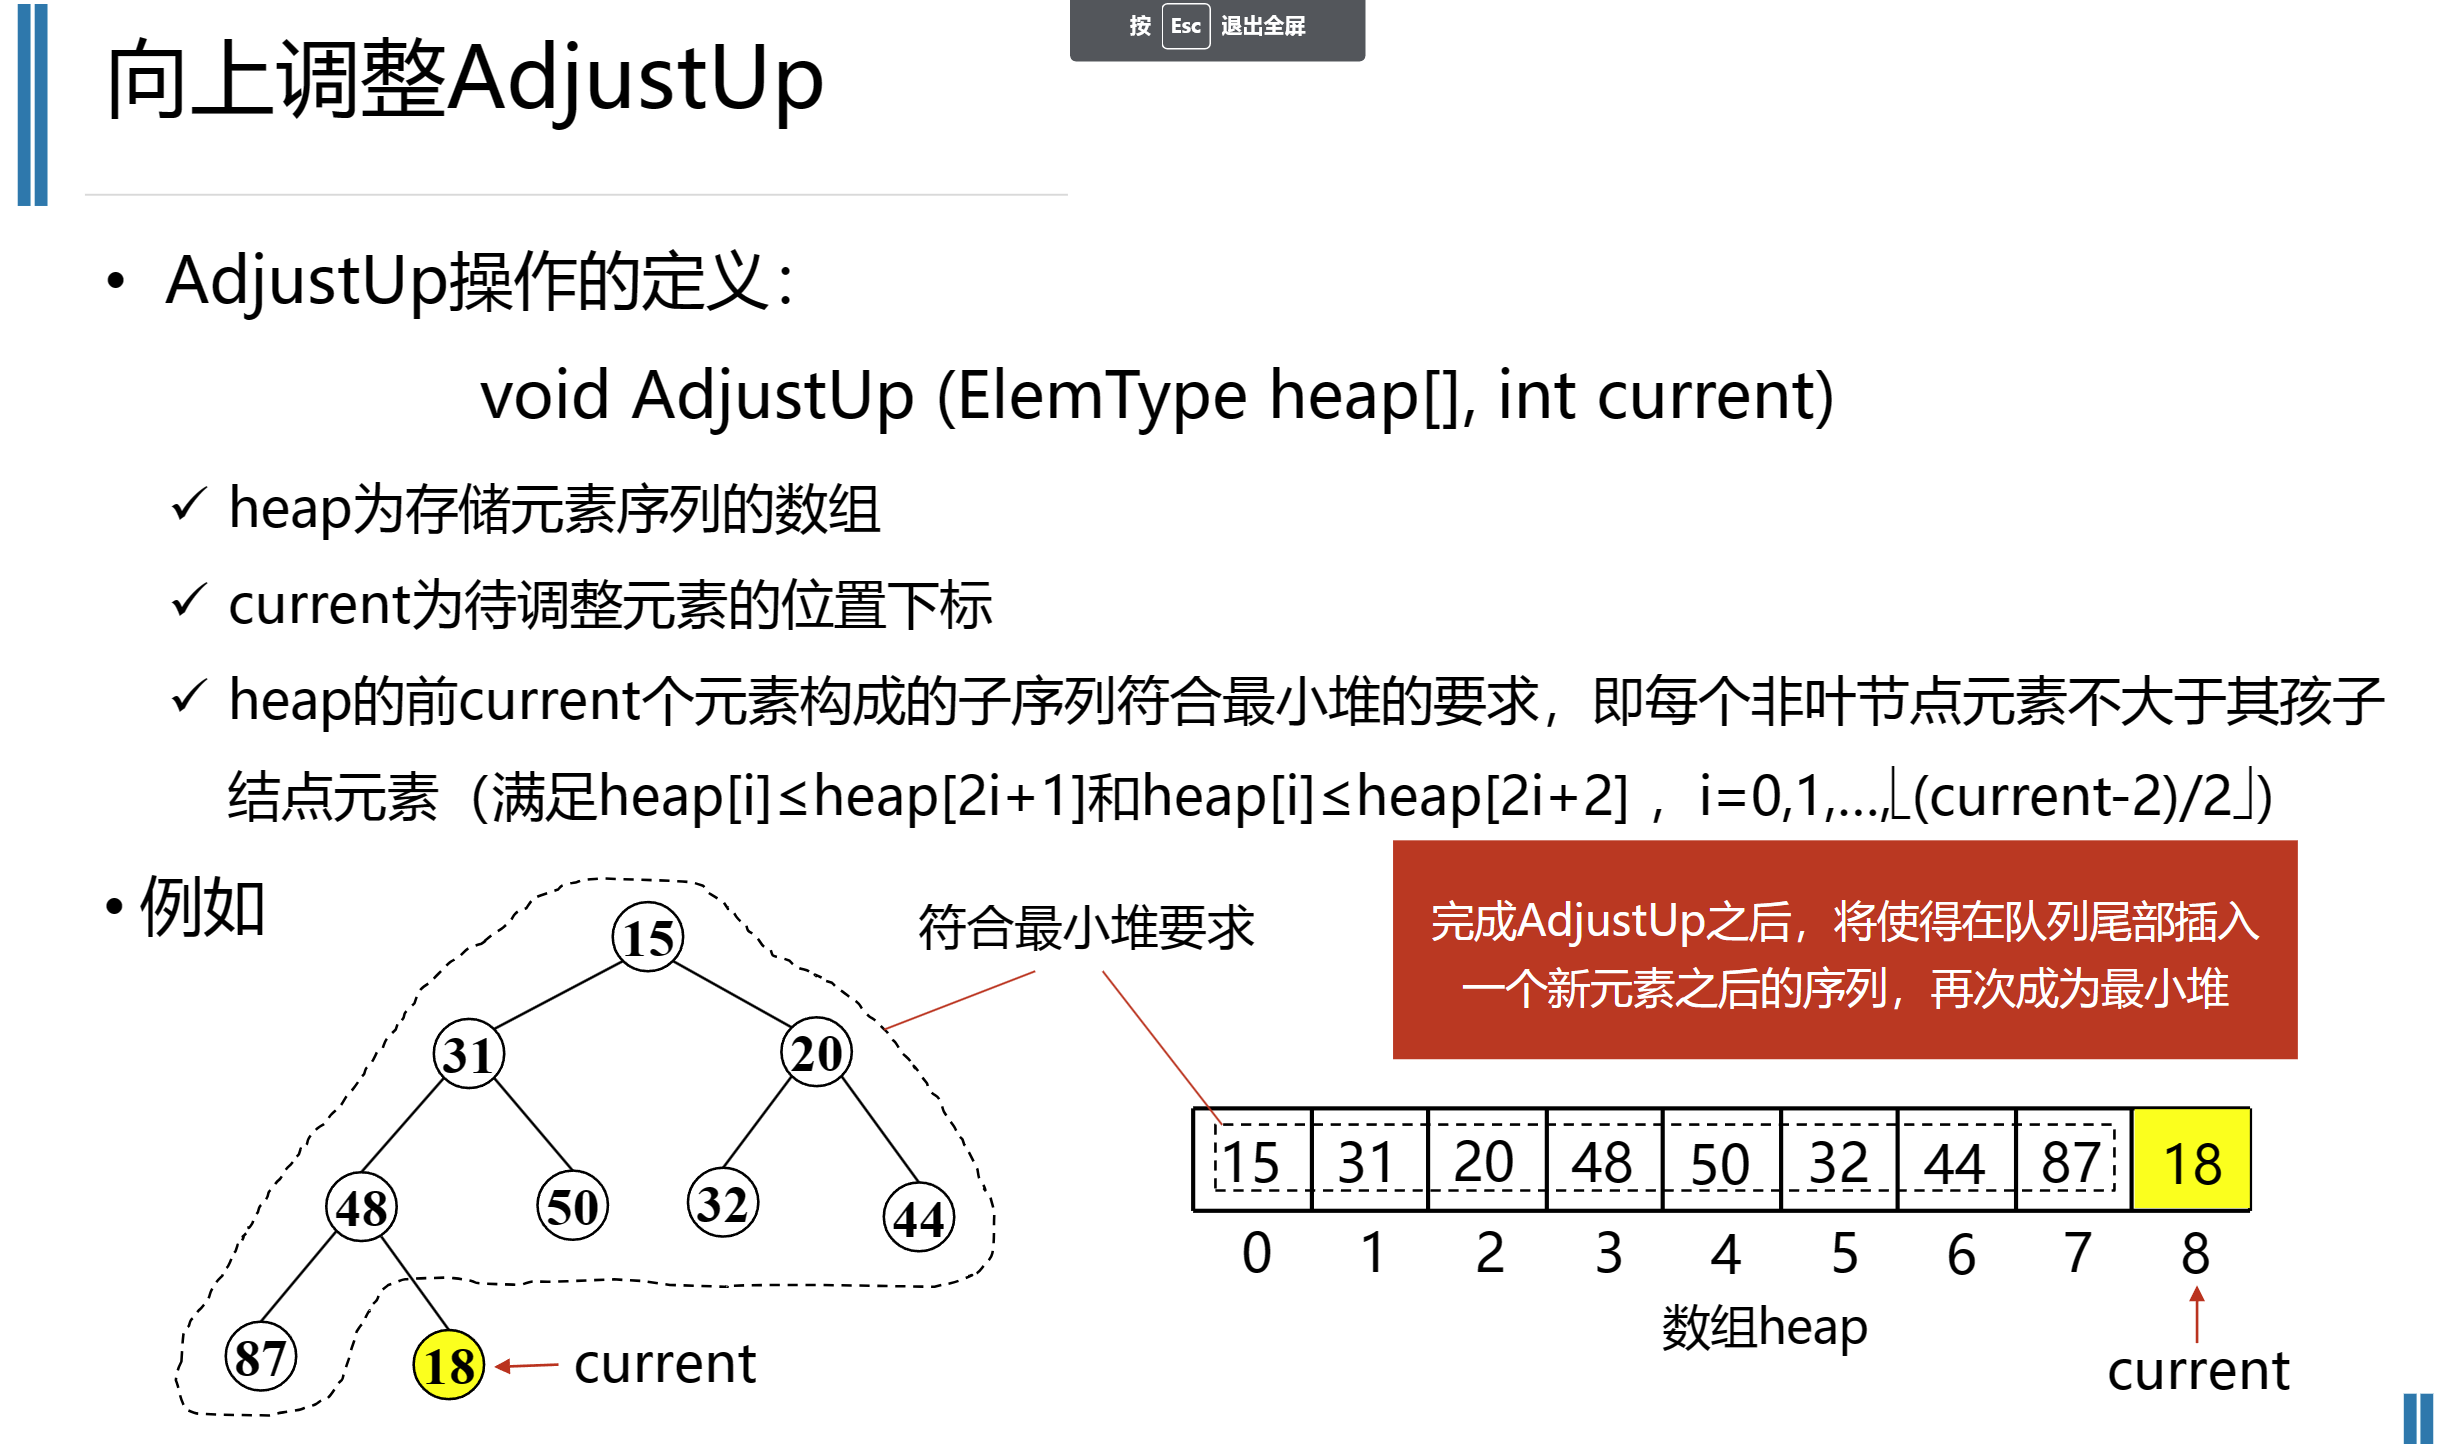 按 Esc 退出全屏
向上调整AdjustUp
• AdjustUp操作的定义：
void AdjustUp (ElemType heap[], int current)
✓ heap为存储元素序列的数组
✓ current为待调整元素的位置下标
✓ heap的前current个元素构成的子序列符合最小堆的要求，即每个非叶节点元素不大于其孩子
结点元素（满足heap[i]≤heap[2i+1]和heap[i]≤heap[2i+2] ，i=0,1,...,⌊(current-2)/2⌋)
• 例如
符合最小堆要求
完成AdjustUp之后，将使得在队列尾部插入
一个新元素之后的序列，再次成为最小堆
15
31 20
48 50 32 44
87 18 current
15 31 20 48 50 32 44 87 18
0 1 2 3 4 5 6 7 8
数组heap
current